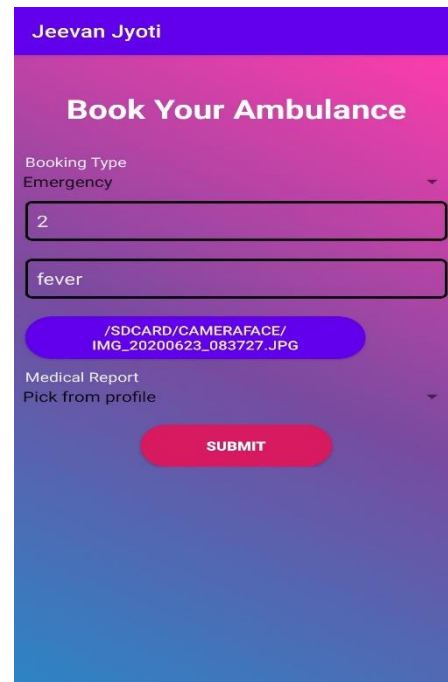 Jeevan Jyoti
Book Your Ambulance
Booking Type
Emergency
2
fever
/SDCARD/CAMERAFACE/
IMG_20200623_083727.JPG
Medical Report
Pick from profile
SUBMIT